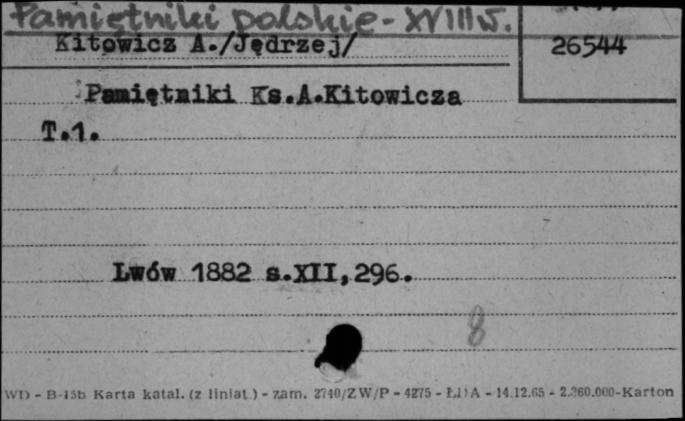 Pamiętniki polskie - XVIII w.
Kitowicz A./Jędrzej/
26544
Pamiętniki Ks.A.Kitowicza
T.1.
Lwów 1882 s.XII,296.
8
WD - B-15b Karta katal. (z liniat.) - zam. 2740/ZW/P - 4275 - ŁDA - 14.12.65 - 2.360.000-Karton